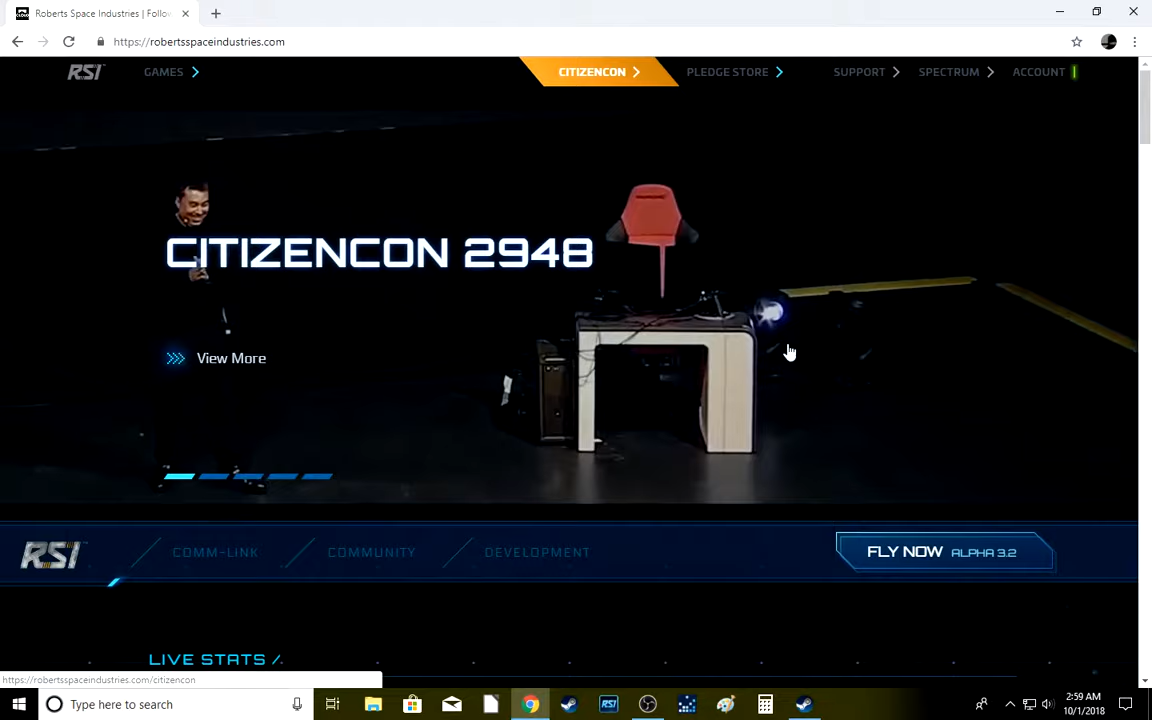 Roberts Space Industries | Follow
https://robertsspaceindustries.com
RSI GAMES CITIZENCON PLEDGE STORE SUPPORT SPECTRUM ACCOUNT
CITIZENCON 2948
View More
RSI COMM-LINK COMMUNITY DEVELOPMENT FLY NOW ALPHA 3.2
LIVE STATS /
https://robertsspaceindustries.com/citizencon
Type here to search
RSI
2:59 AM
10/1/2018